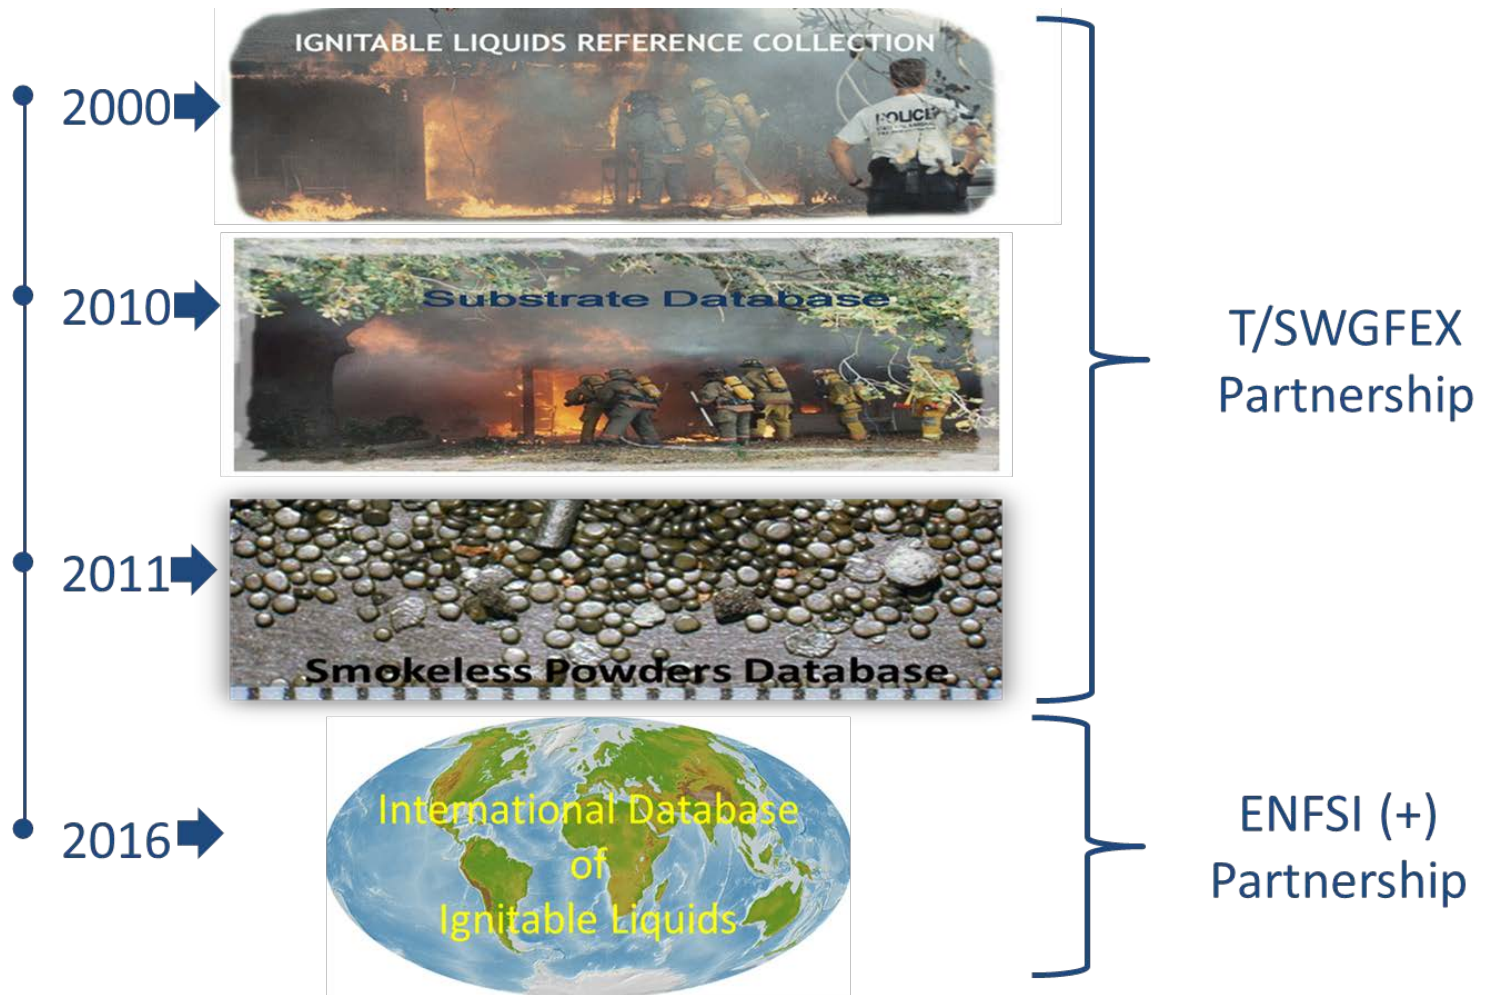 2000
IGNITABLE LIQUIDS REFERENCE COLLECTION
POLICE
2010
Substrate Database
2011
Smokeless Powders Database
T/SWGFEX
Partnership
2016
International Database
of
Ignitable Liquids
ENFSI (+)
Partnership